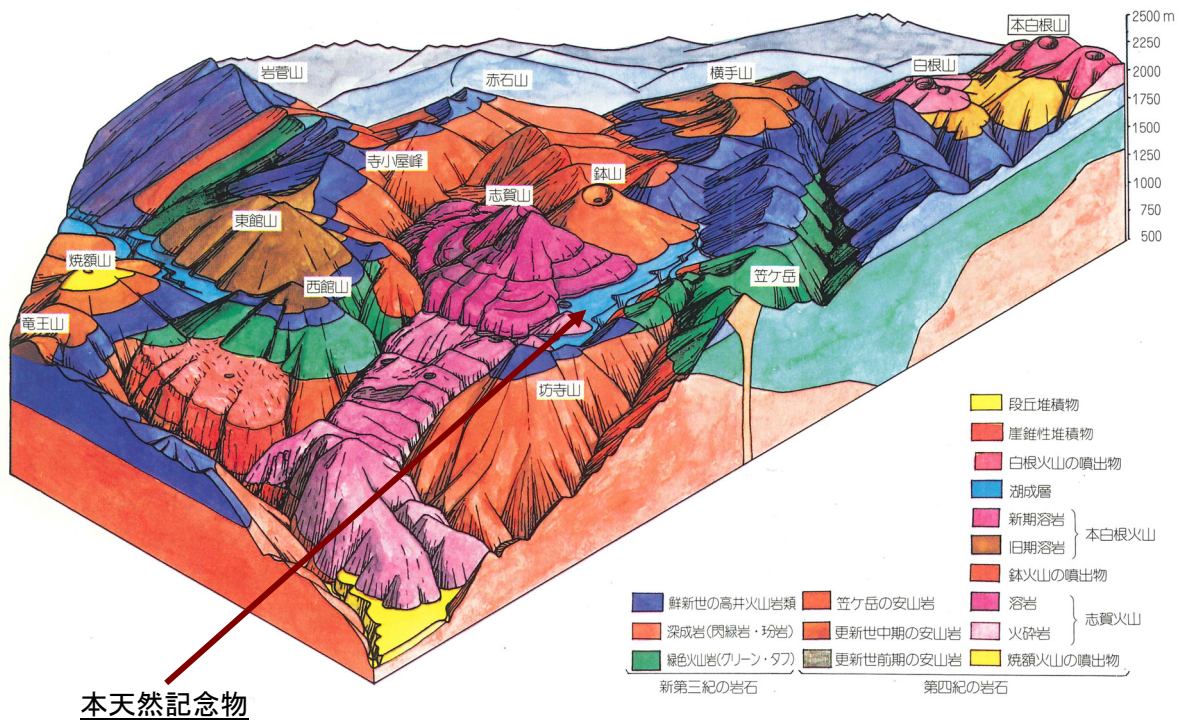 本白根山
白根山
横手山
岩菅山
赤石山
寺小屋峰
鉢山
志賀山
東館山
焼額山
西館山
笠ケ岳
竜王山
坊寺山
2500m
2250
2000
1750
1500
1250
1000
750
500
段丘堆積物
崖錐性堆積物
白根火山の噴出物
湖成層
新期溶岩
旧期溶岩
本白根火山
鉢火山の噴出物
溶岩
火砕岩
志賀火山
焼額火山の噴出物
笠ケ岳の安山岩
更新世中期の安山岩
更新世前期の安山岩
第四紀の岩石
鮮新世の高井火山岩類
深成岩(閃緑岩・玢岩)
緑色火山岩(グリーン・タフ)
新第三紀の岩石
本天然記念物